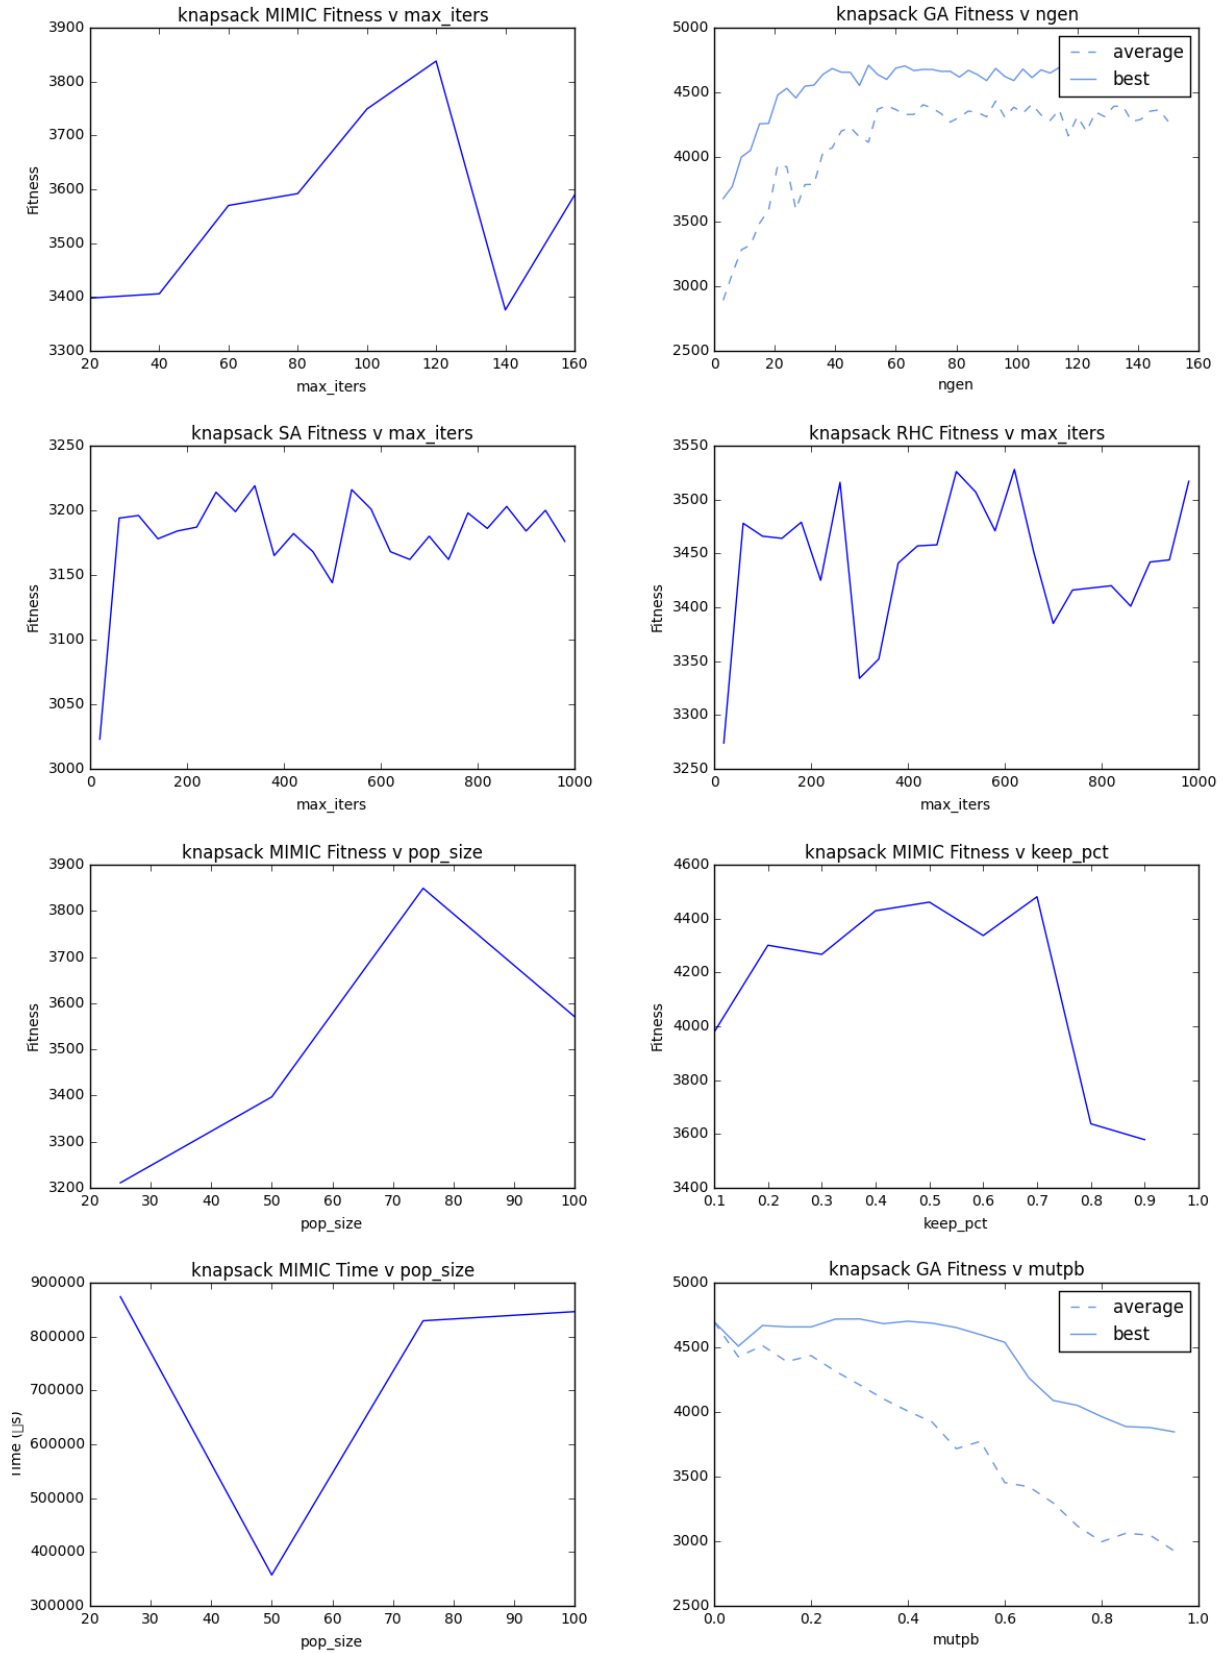 knapsack MIMIC Fitness v max_iters
3900
3800
3700
3600
3500
3400
3300
Fitness
20 40 60 80 100 120 140 160
max_iters
knapsack GA Fitness v ngen
5000
4500
4000
3500
3000
2500
average
best
0 20 40 60 80 100 120 140 160
ngen
knapsack SA Fitness v max_iters
3250
3200
3150
3100
3050
3000
Fitness
0 200 400 600 800 1000
max_iters
knapsack RHC Fitness v max_iters
3550
3500
3450
3400
3350
3300
3250
Fitness
0 200 400 600 800 1000
max_iters
knapsack MIMIC Fitness v pop_size
3900
3800
3700
3600
3500
3400
3300
3200
Fitness
20 30 40 50 60 70 80 90 100
pop_size
knapsack MIMIC Fitness v keep_pct
4600
4400
4200
4000
3800
3600
3400
Fitness
0.1 0.2 0.3 0.4 0.5 0.6 0.7 0.8 0.9 1.0
keep_pct
knapsack MIMIC Time v pop_size
900000
800000
700000
600000
500000
400000
300000
Time (▯s)
20 30 40 50 60 70 80 90 100
pop_size
knapsack GA Fitness v mutpb
5000
4500
4000
3500
3000
2500
average
best
0.0 0.2 0.4 0.6 0.8 1.0
mutpb